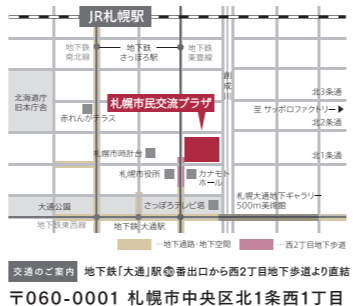 JR札幌駅
地下鉄
南北線
地下鉄
さっぽろ駅
地下鉄
東豊線
創成川
北3条通
北海道庁
旧本庁舎
赤れんがテラス
札幌市民交流プラザ
至 サッポロファクトリー▶
北2条通
札幌市時計台
北1条通
札幌市役所
カナモト
ホール
大通公園
さっぽろテレビ塔
札幌大通地下ギャラリー
500m美術館
地下鉄東西線
地下鉄 大通駅
…地下通路・地下空間
…西2丁目地下歩道
交通のご案内 地下鉄「大通」駅㉚番出口から西2丁目地下歩道より直結
〒060-0001 札幌市中央区北1条西1丁目